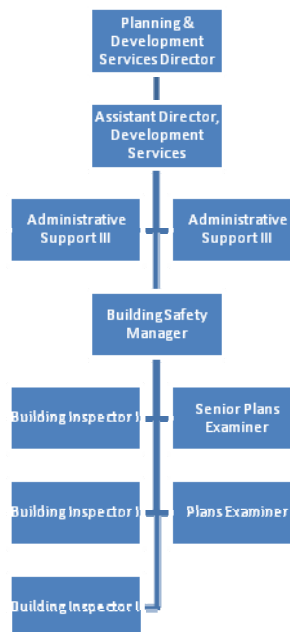 Planning &
Development
Services Director
Assistant Director,
Development
Services
Administrative
Support III
Administrative
Support III
Building Safety
Manager
Building Inspector
Senior Plans
Examiner
Building Inspector
Plans Examiner
Building Inspector